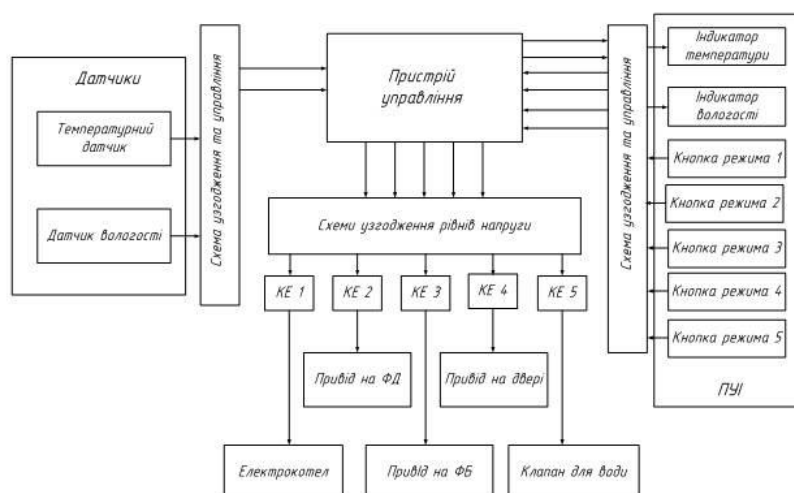 Датчики
Температурний
датчик
Датчик вологості
Схема узгодження та управління
Пристрій
управління
Схеми узгодження рівнів напруги
КЕ 1
КЕ 2
КЕ 3
КЕ 4
КЕ 5
Привід на ФД
Привід на двері
Електрокотел
Привід на ФБ
Клапан для води
Схема узгодження та управління
Індикатор
температури
Індикатор
вологості
Кнопка режима 1
Кнопка режима 2
Кнопка режима 3
Кнопка режима 4
Кнопка режима 5
ПУІ